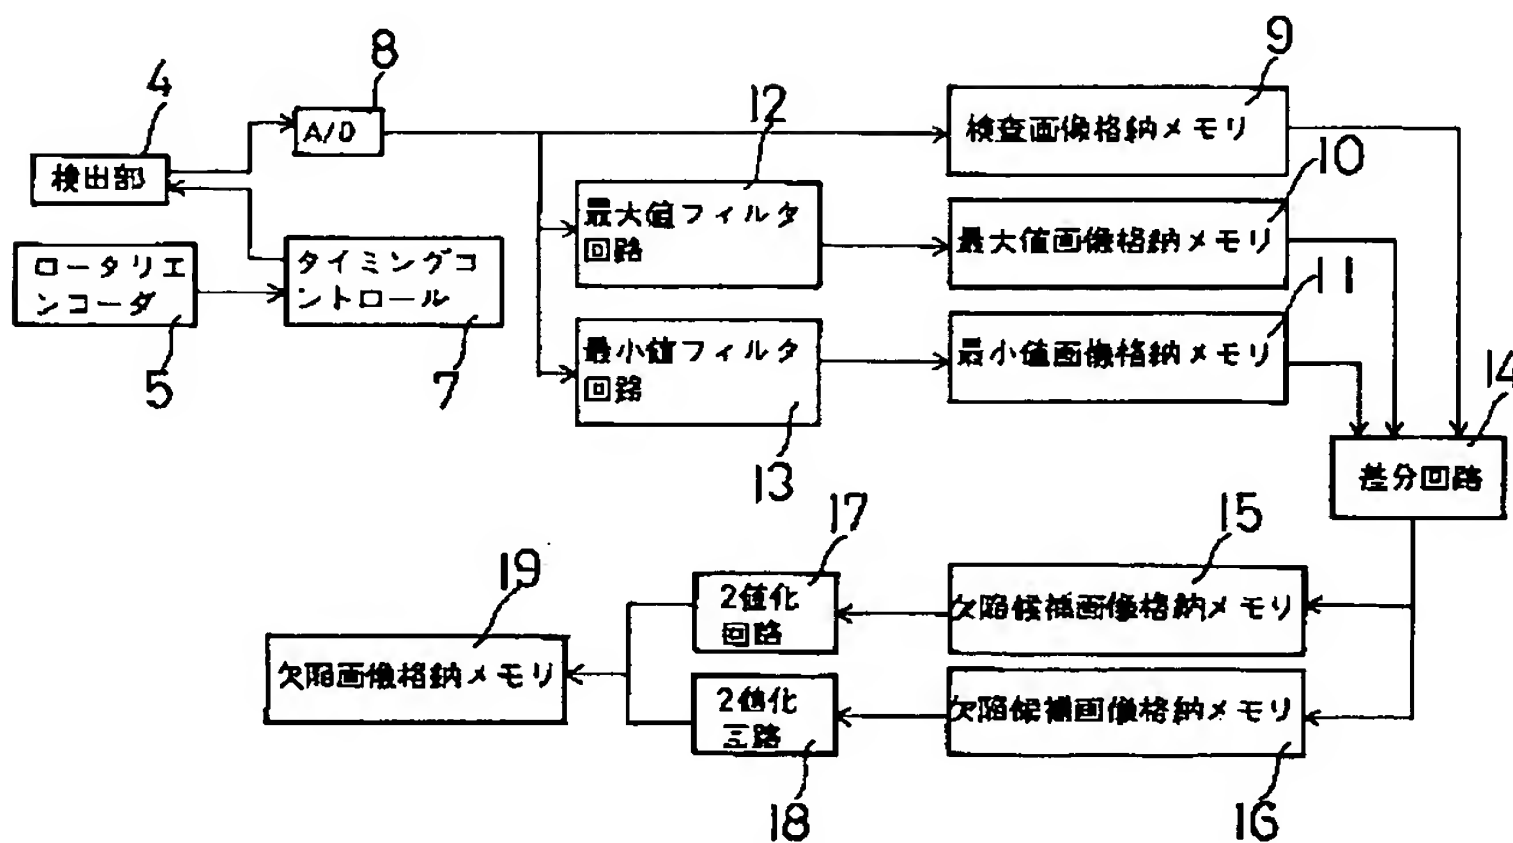 4
8
12
9
A/D
検査画像格納メモリ
検出部
10
最大値フィルタ
回路
最大値画像格納メモリ
ロータリエ
ンコーダ
タイミングコ
ントロール
11
最小値フィルタ
回路
最小値画像格納メモリ
5
7
13
14
差分回路
17
15
19
2値化
回路
欠陥候補画像格納メモリ
欠陥画像格納メモリ
2値化
回路
欠陥候補画像格納メモリ
18
16